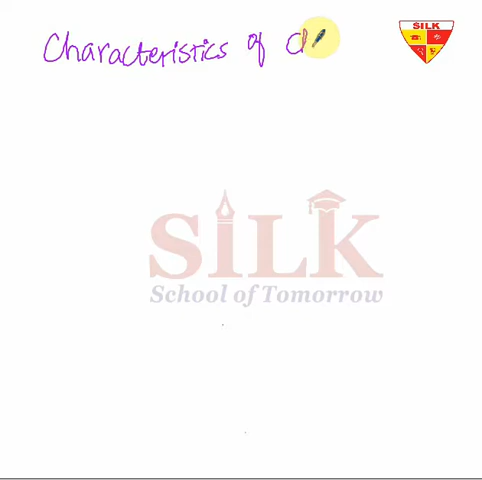 Characteristics of
SILK
SiLK
School of Tomorrow